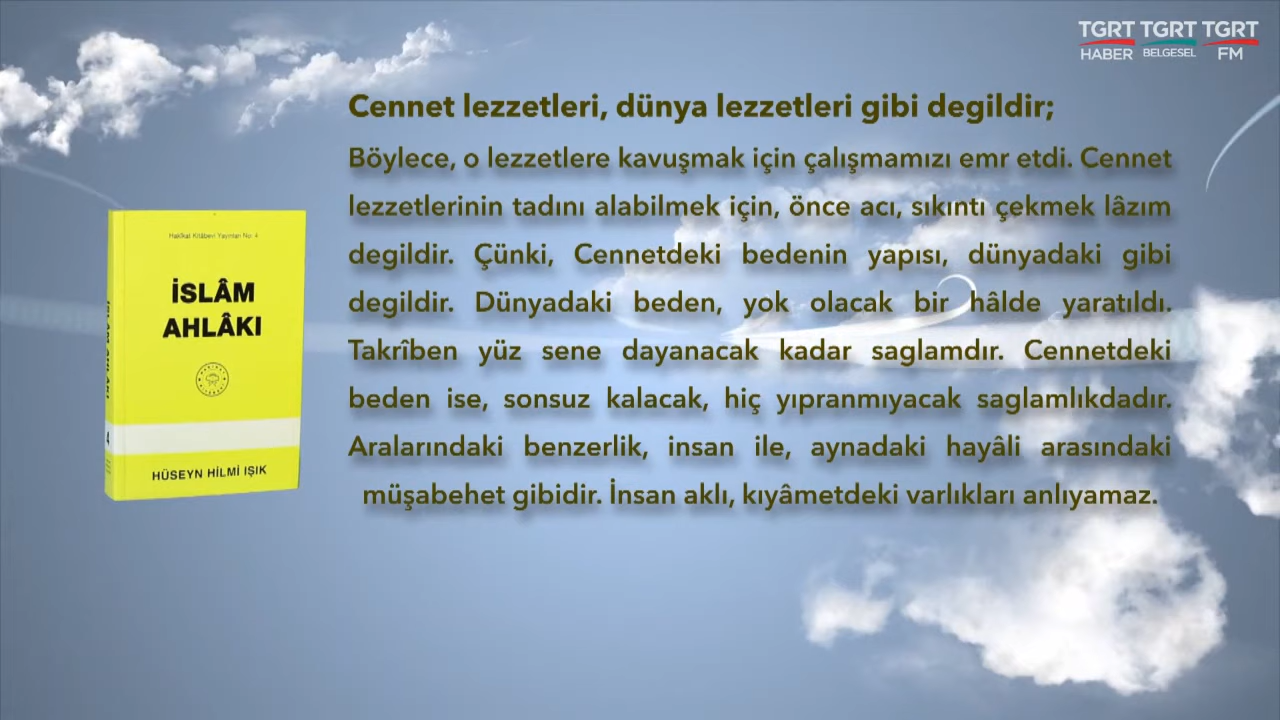 TGRT TGRT TGRT
HABER BELGESEL FM
Cennet lezzetleri, dünya lezzetleri gibi degildir;
Böylece, o lezzetlere kavuşmak için çalışmamızı emr etdi. Cennet
lezzetlerinin tadını alabilmek için, önce acı, sıkıntı çekmek lâzım
degildir. Çünki, Cennetdeki bedenin yapısı, dünyadaki gibi
degildir. Dünyadaki beden, yok olacak bir hâlde yaratıldı.
Takrîben yüz sene dayanacak kadar saglamdır. Cennetdeki
beden ise, sonsuz kalacak, hiç yıpranmıyacak saglamlıkdadır.
Aralarındaki benzerlik, insan ile, aynadaki hayâli arasındaki
müşabehet gibidir. İnsan aklı, kıyâmetdeki varlıkları anlıyamaz.
Hakîkat Kitâbevi Yayınları No: 4
İSLÂM
AHLÂKI
HÜSEYN HİLMİ IŞIK